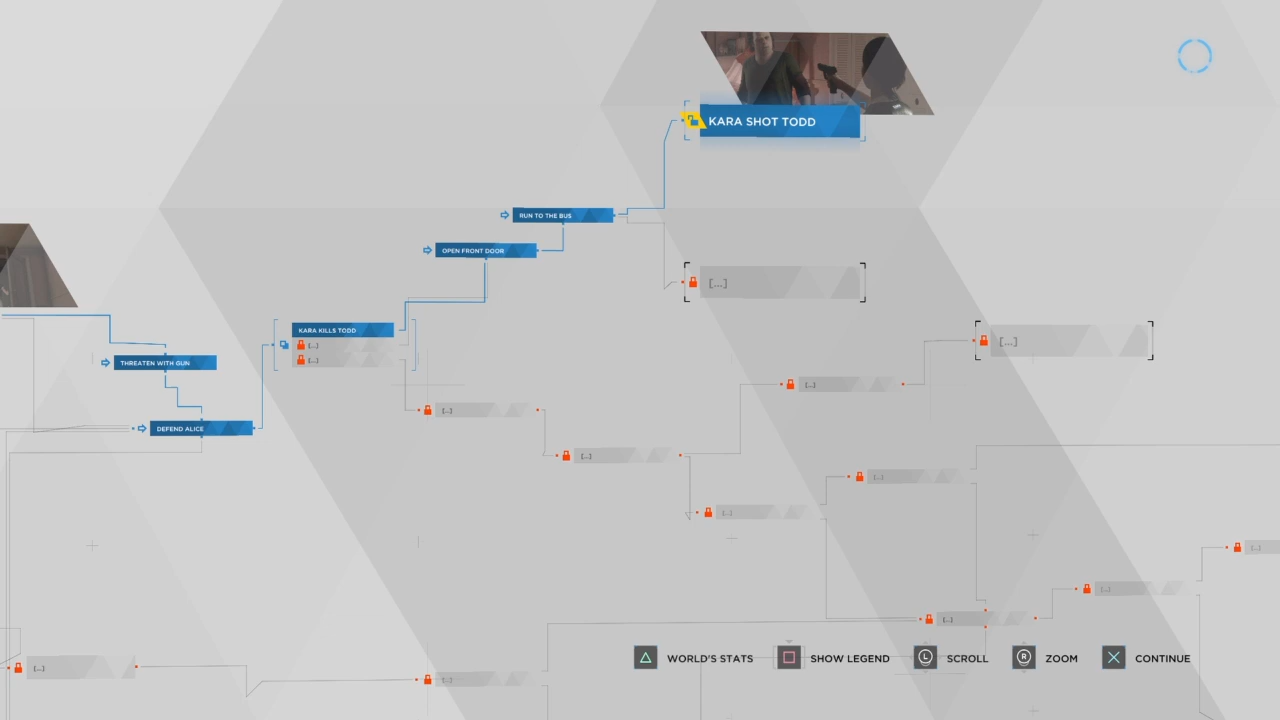 KARA SHOT TODD
RUN TO THE BUS
OPEN FRONT DOOR
[...]
KARA KILLS TODD
[...]
[...]
[...]
THREATEN WITH GUN
[...]
[...]
DEFEND ALICE
[...]
[...]
[...]
[...]
[...]
[...]
[...]
[...]
WORLD'S STATS
SHOW LEGEND
L SCROLL
R ZOOM
CONTINUE